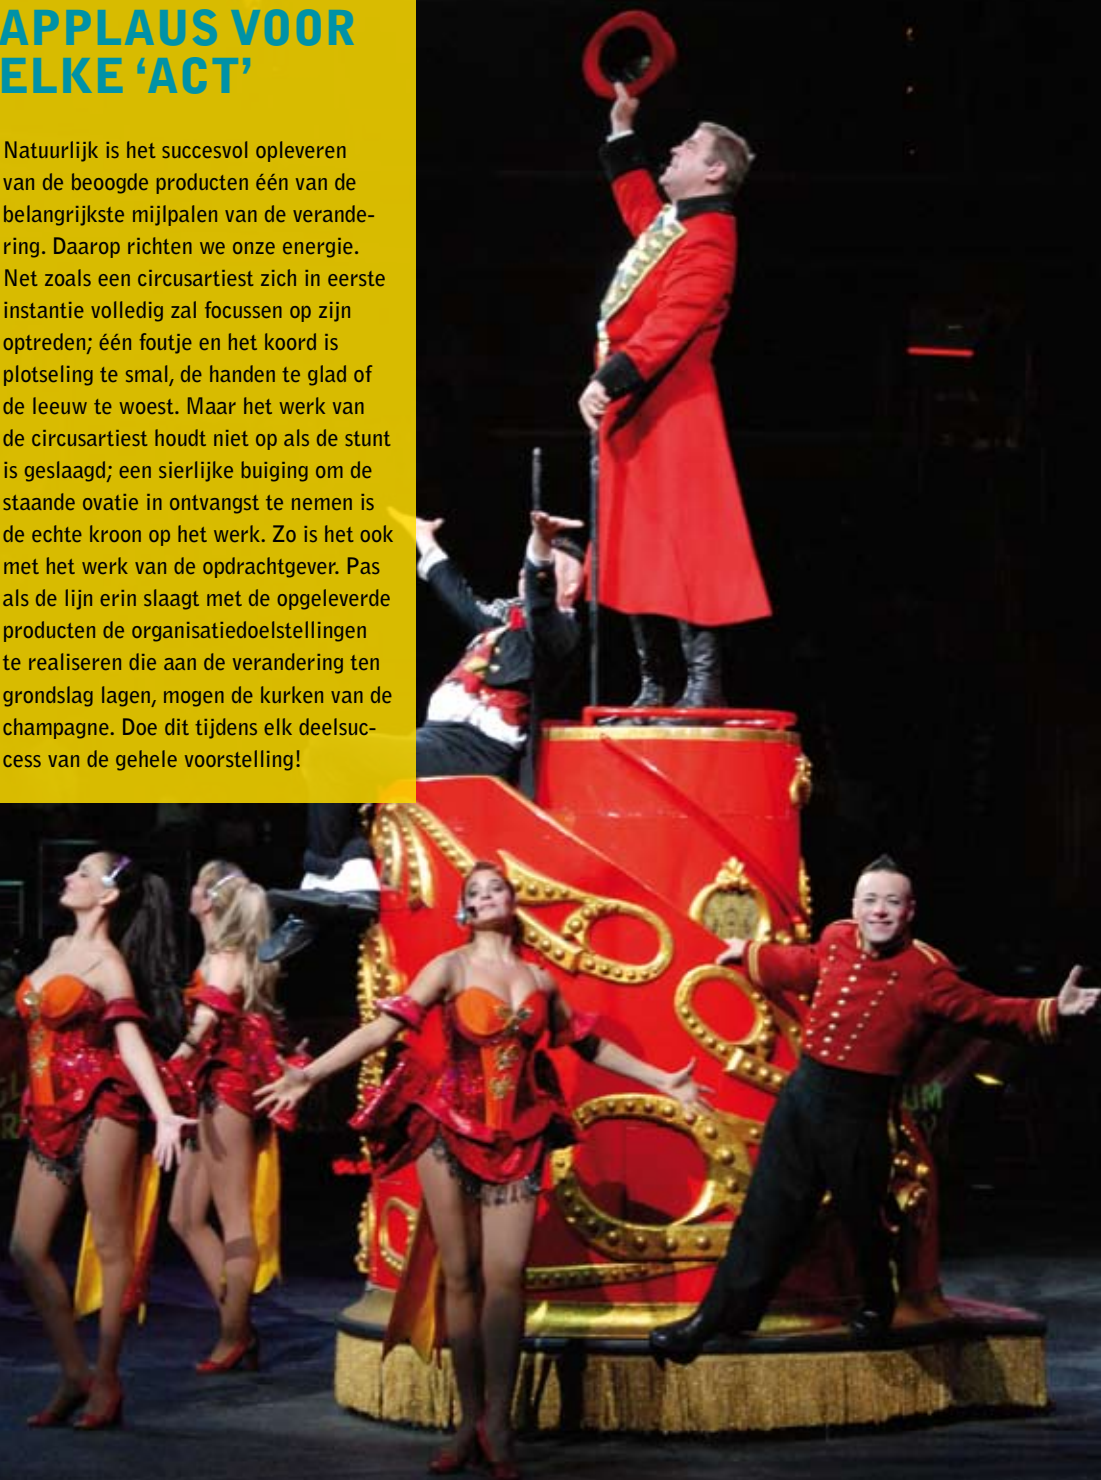 APPLAUS VOOR
ELKE ‘ACT’
Natuurlijk is het succesvol opleveren
van de beoogde producten één van de
belangrijkste mijlpalen van de verande-
ring. Daarop richten we onze energie.
Net zoals een circusartiest zich in eerste
instantie volledig zal focussen op zijn
optreden; één foutje en het koord is
plotseling te smal, de handen te glad of
de leeuw te woest. Maar het werk van
de circusartiest houdt niet op als de stunt
is geslaagd; een sierlijke buiging om de
staande ovatie in ontvangst te nemen is
de echte kroon op het werk. Zo is het ook
met het werk van de opdrachtgever. Pas
als de lijn erin slaagt met de opgeleverde
producten de organisatiedoelstellingen
te realiseren die aan de verandering ten
grondslag lagen, mogen de kurken van de
champagne. Doe dit tijdens elk deelsuc-
cess van de gehele voorstelling!